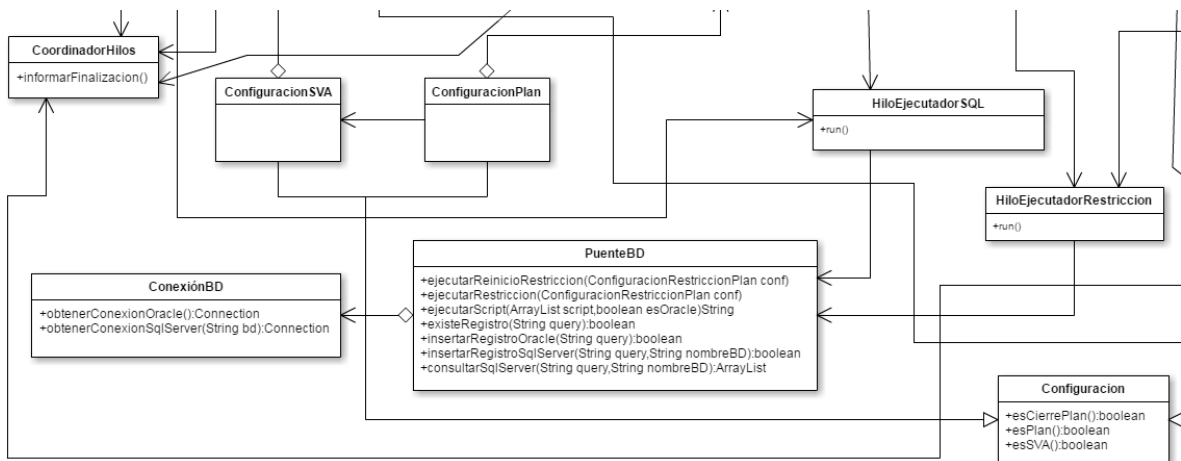 CoordinadorHilos
+informarFinalizacion()
ConfiguracionSVA
ConfiguracionPlan
HiloEjecutadorSQL
+run()
HiloEjecutadorRestriccion
+run()
PuenteBD
+ejecutarReinicioRestriccion(ConfiguracionRestriccionPlan conf)
+ejecutarRestriccion(ConfiguracionRestriccionPlan conf)
+ejecutarScript(ArrayList script,boolean esOracle)String
+existeRegistro(String query):boolean
+insertarRegistroOracle(String query):boolean
+insertarRegistroSqlServer(String query,String nombreBD):boolean
+consultarSqlServer(String query,String nombreBD):ArrayList
ConexiónBD
+obtenerConexionOracle():Connection
+obtenerConexionSqlServer(String bd):Connection
Configuracion
+esCierrePlan():boolean
+esPlan():boolean
+esSVA():boolean